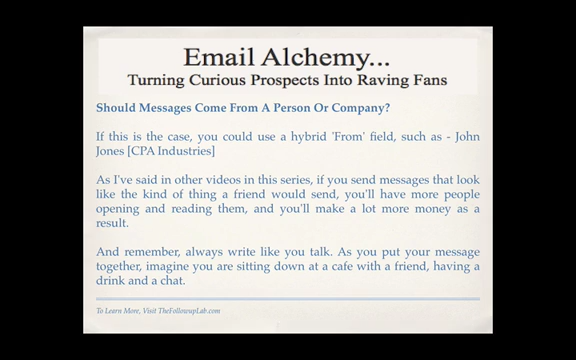 Email Alchemy...
Turning Curious Prospects Into Raving Fans
Should Messages Come From A Person Or Company?
If this is the case, you could use a hybrid 'From' field, such as - John
Jones [CPA Industries]
As I've said in other videos in this series, if you send messages that look
like the kind of thing a friend would send, you'll have more people
opening and reading them, and you'll make a lot more money as a
result.
And remember, always write like you talk. As you put your message
together, imagine you are sitting down at a cafe with a friend, having a
drink and a chat.
To Learn More, Visit TheFollowupLab.com